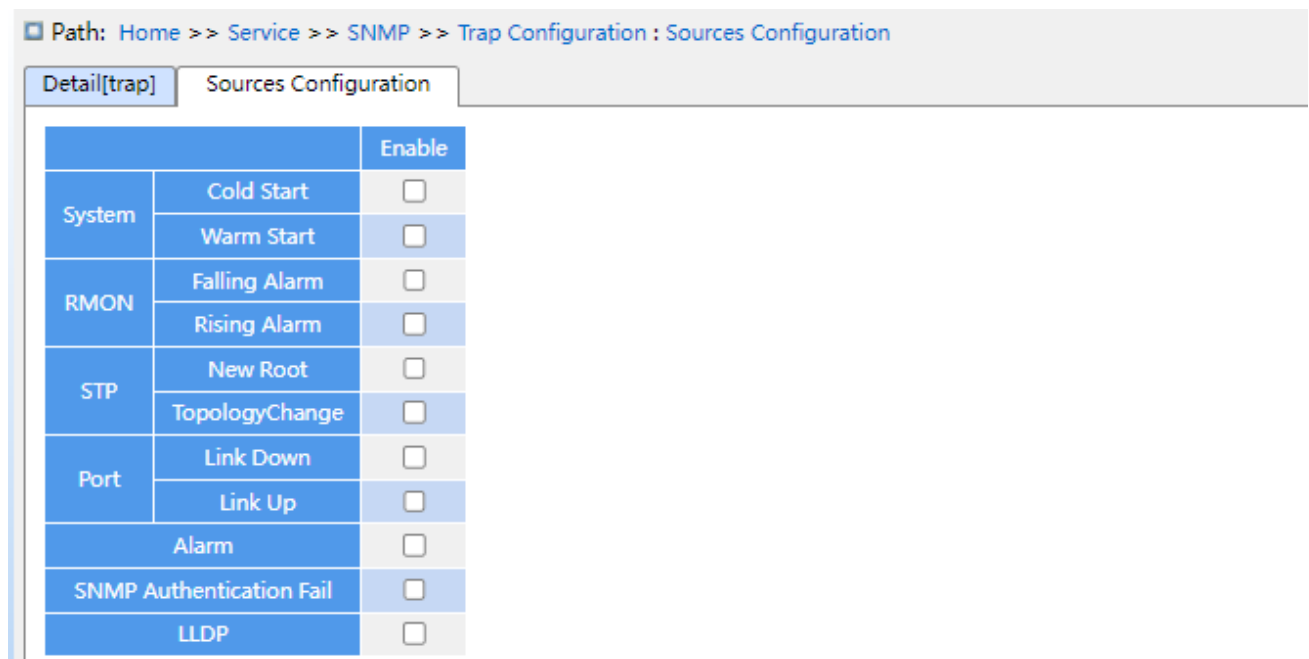 Path: Home >> Service >> SNMP >> Trap Configuration : Sources Configuration
Detail[trap] Sources Configuration
Enable
System Cold Start
Warm Start
RMON Falling Alarm
Rising Alarm
STP New Root
TopologyChange
Port Link Down
Link Up
Alarm
SNMP Authentication Fail
LLDP